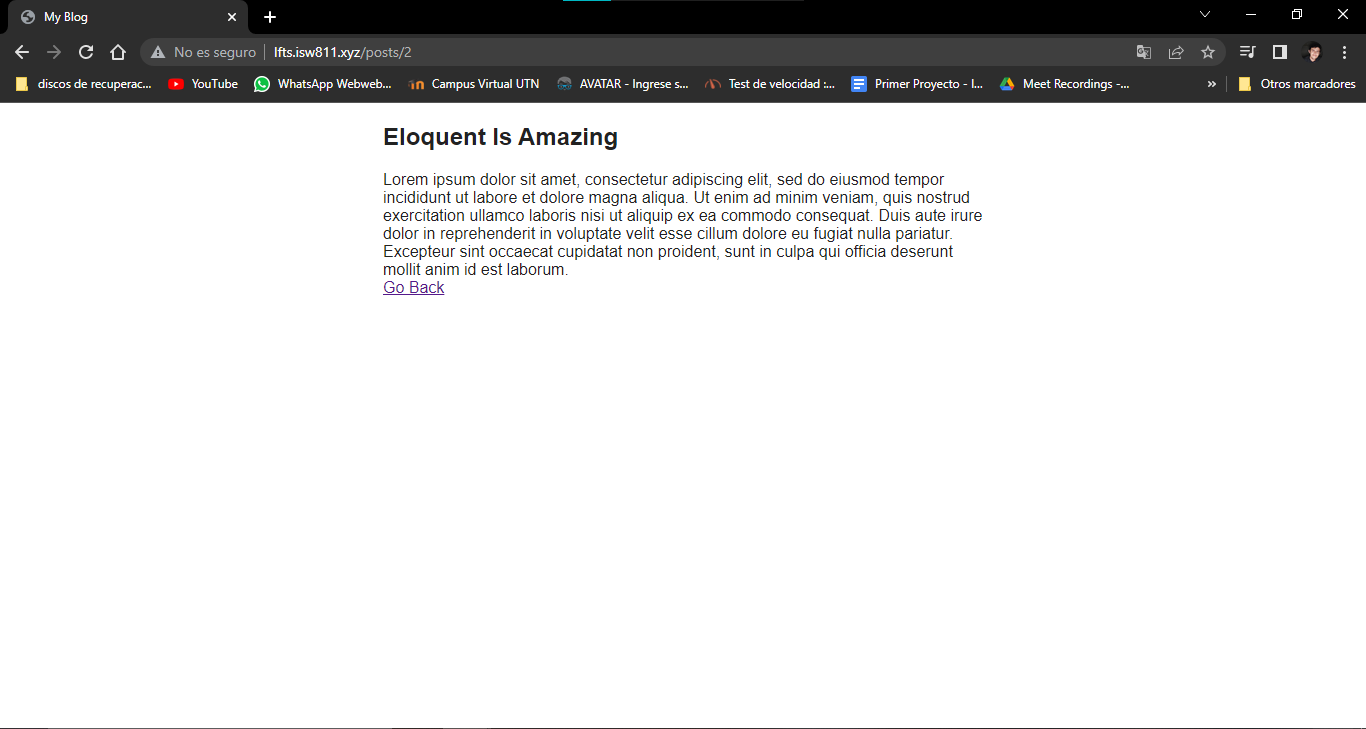 My Blog
No es seguro lfts.isw811.xyz/posts/2
discos de recuperac... YouTube WhatsApp Webweb... Campus Virtual UTN AVATAR - Ingrese s... Test de velocidad :... Primer Proyecto - I... Meet Recordings -... » Otros marcadores
Eloquent Is Amazing
Lorem ipsum dolor sit amet, consectetur adipiscing elit, sed do eiusmod tempor
incididunt ut labore et dolore magna aliqua. Ut enim ad minim veniam, quis nostrud
exercitation ullamco laboris nisi ut aliquip ex ea commodo consequat. Duis aute irure
dolor in reprehenderit in voluptate velit esse cillum dolore eu fugiat nulla pariatur.
Excepteur sint occaecat cupidatat non proident, sunt in culpa qui officia deserunt
mollit anim id est laborum.
Go Back